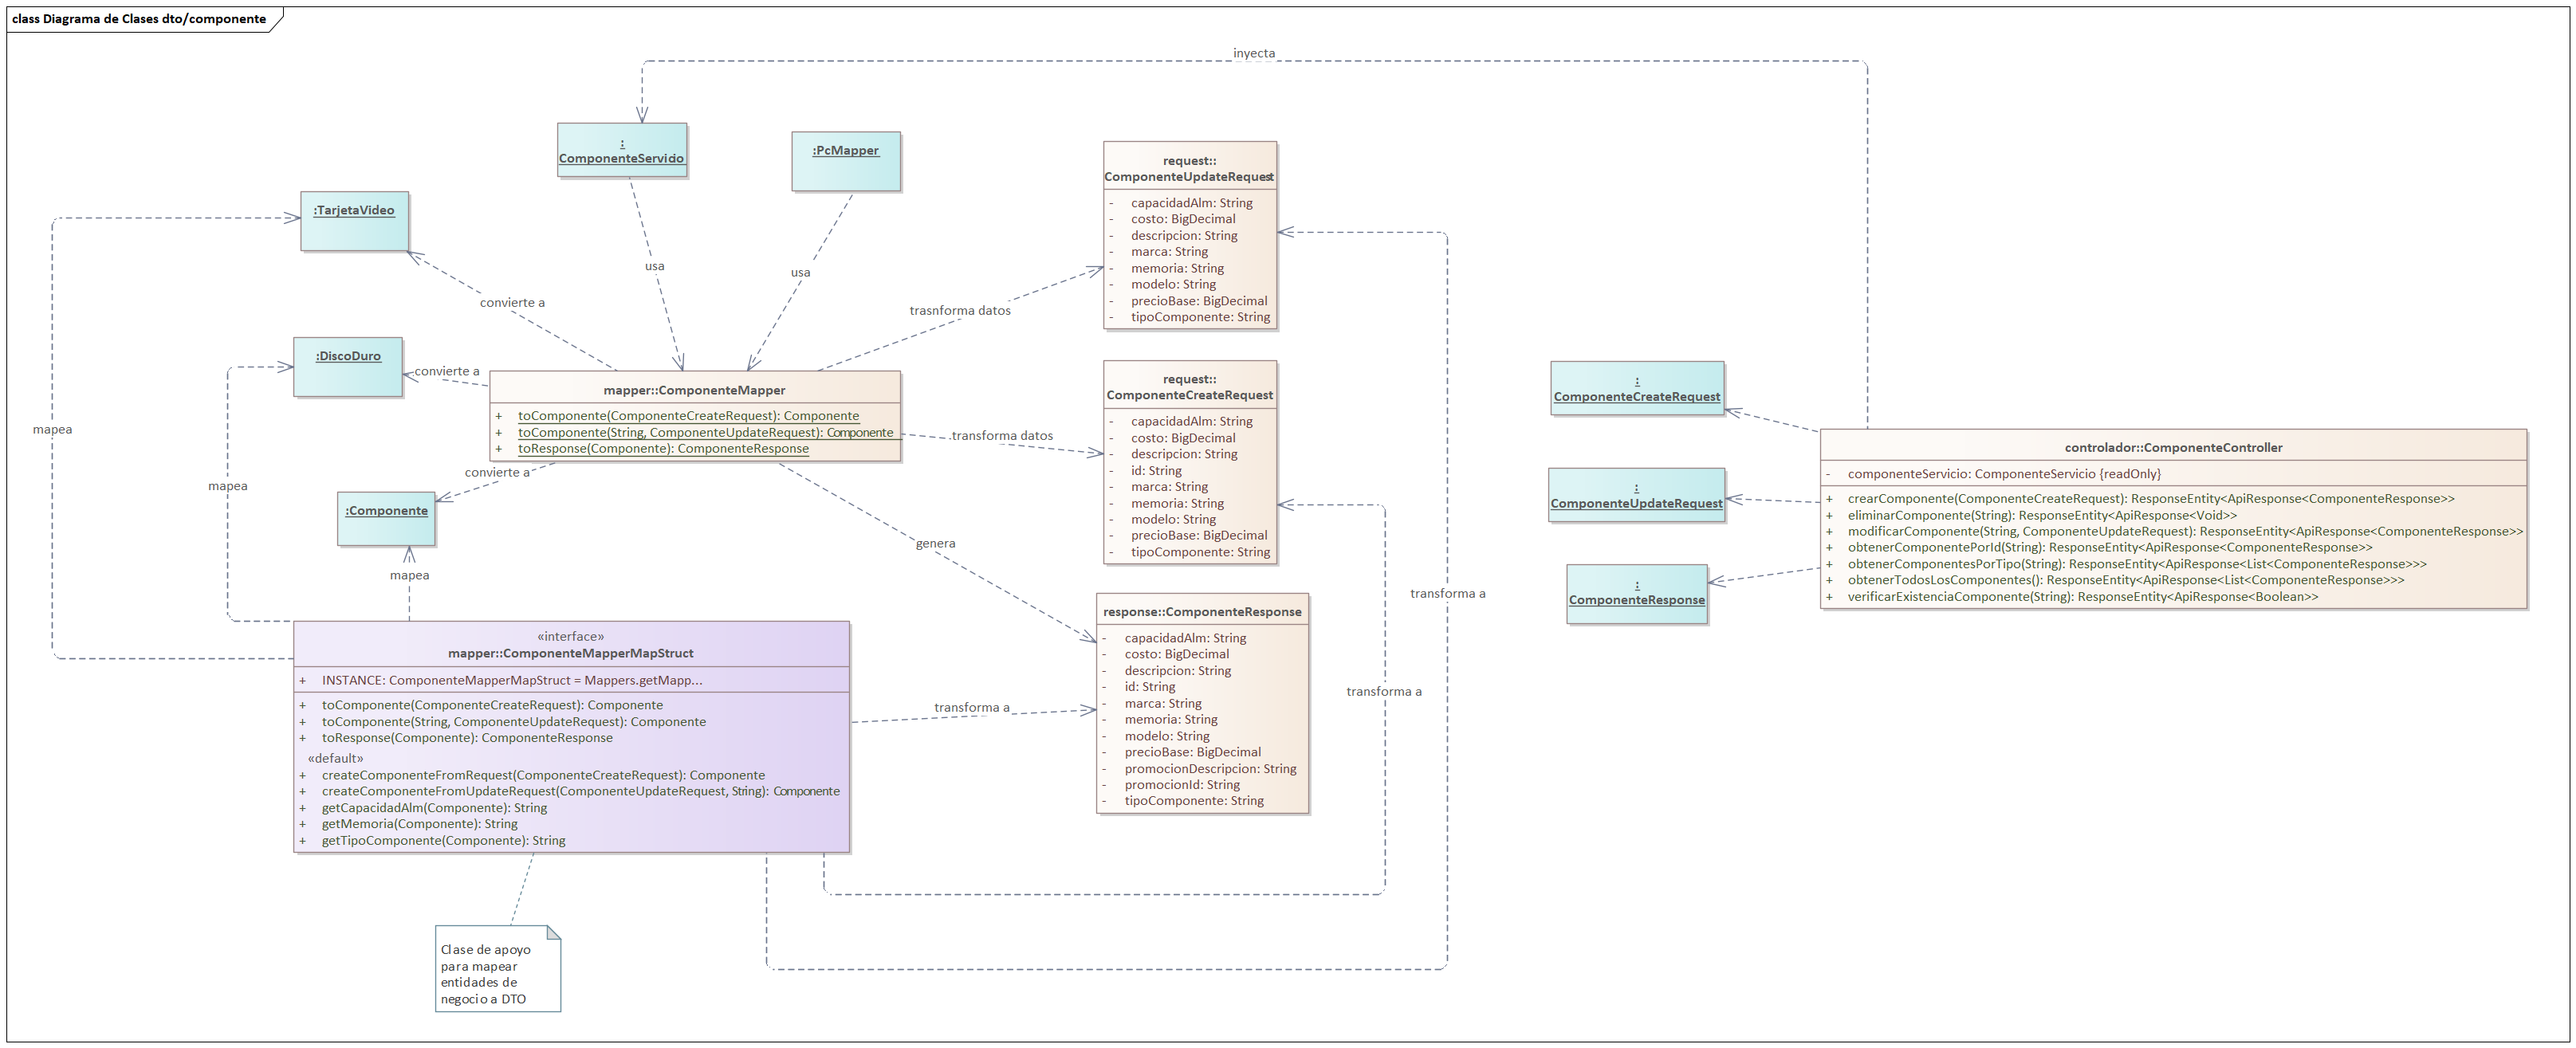 class Diagrama de Clases dto/componente
inyecta
:
ComponenteServicio
:PcMapper
:TarjetaVideo
:DiscoDuro
:Componente
usa
usa
convierte a
convierte a
convierte a
mapea
mapea
mapea
trasnforma datos
transforma datos
genera
transforma a
transforma a
transforma a
mapper::ComponenteMapper
+ toComponente(ComponenteCreateRequest): Componente
+ toComponente(String, ComponenteUpdateRequest): Componente
+ toResponse(Componente): ComponenteResponse
«interface»
mapper::ComponenteMapperMapStruct
+ INSTANCE: ComponenteMapperMapStruct = Mappers.getMapp...
+ toComponente(ComponenteCreateRequest): Componente
+ toComponente(String, ComponenteUpdateRequest): Componente
+ toResponse(Componente): ComponenteResponse
«default»
+ createComponenteFromRequest(ComponenteCreateRequest): Componente
+ createComponenteFromUpdateRequest(ComponenteUpdateRequest, String): Componente
+ getCapacidadAlm(Componente): String
+ getMemoria(Componente): String
+ getTipoComponente(Componente): String
Clase de apoyo
para mapear
entidades de
negocio a DTO
request::
ComponenteUpdateRequest
- capacidadAlm: String
- costo: BigDecimal
- descripcion: String
- marca: String
- memoria: String
- modelo: String
- precioBase: BigDecimal
- tipoComponente: String
request::
ComponenteCreateRequest
- capacidadAlm: String
- costo: BigDecimal
- descripcion: String
- id: String
- marca: String
- memoria: String
- modelo: String
- precioBase: BigDecimal
- tipoComponente: String
response::ComponenteResponse
- capacidadAlm: String
- costo: BigDecimal
- descripcion: String
- id: String
- marca: String
- memoria: String
- modelo: String
- precioBase: BigDecimal
- promocionDescripcion: String
- promocionId: String
- tipoComponente: String
:
ComponenteCreateRequest
:
ComponenteUpdateRequest
:
ComponenteResponse
controlador::ComponenteController
- componenteServicio: ComponenteServicio {readOnly}
+ crearComponente(ComponenteCreateRequest): ResponseEntity<ApiResponse<ComponenteResponse>>
+ eliminarComponente(String): ResponseEntity<ApiResponse<Void>>
+ modificarComponente(String, ComponenteUpdateRequest): ResponseEntity<ApiResponse<ComponenteResponse>>
+ obtenerComponentePorId(String): ResponseEntity<ApiResponse<ComponenteResponse>>
+ obtenerComponentesPorTipo(String): ResponseEntity<ApiResponse<List<ComponenteResponse>>>
+ obtenerTodosLosComponentes(): ResponseEntity<ApiResponse<List<ComponenteResponse>>>
+ verificarExistenciaComponente(String): ResponseEntity<ApiResponse<Boolean>>